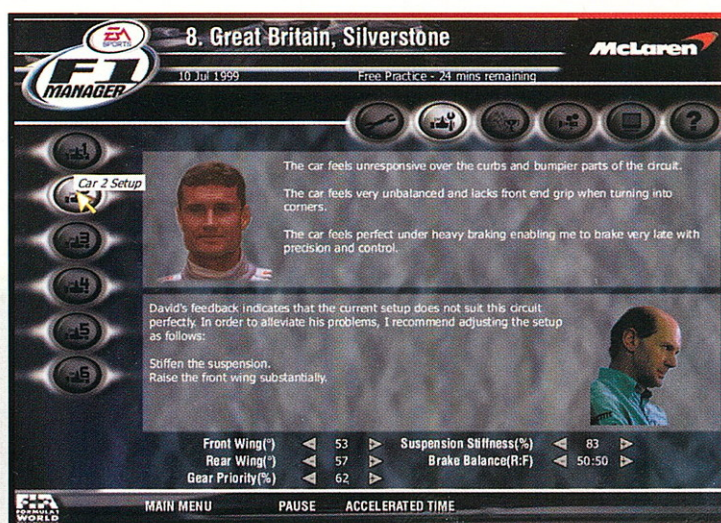 EA
SPORTS
F1
MANAGER
8. Great Britain, Silverstone
McLaren
10 Jul 1999
Free Practice - 24 mins remaining
?
1
Car 2 Setup
3
4
5
6
The car feels unresponsive over the curbs and bumpier parts of the circuit.
The car feels very unbalanced and lacks front end grip when turning into
corners.
The car feels perfect under heavy braking enabling me to brake very late with
precision and control.
David's feedback indicates that the current setup does not suit this circuit
perfectly. In order to alleviate his problems, I recommend adjusting the setup
as follows:
Stiffen the suspension.
Raise the front wing substantially.
Front Wing(°) 53 Suspension Stiffness(%) 83
Rear Wing(°) 57 Brake Balance(R:F) 50:50
Gear Priority(%) 62
FIA
FORMULA 1
WORLD
MAIN MENU PAUSE ACCELERATED TIME